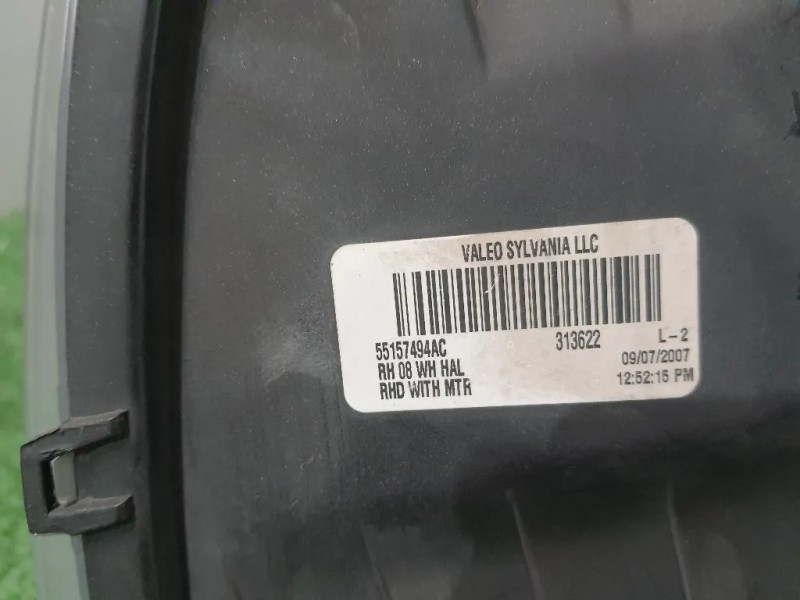 VALEO SYLVANIA LLC
55157494AC 313622 L-2
RH 08 WH HAL 09/07/2007
RHD WITH MTR 12:52:15 PM